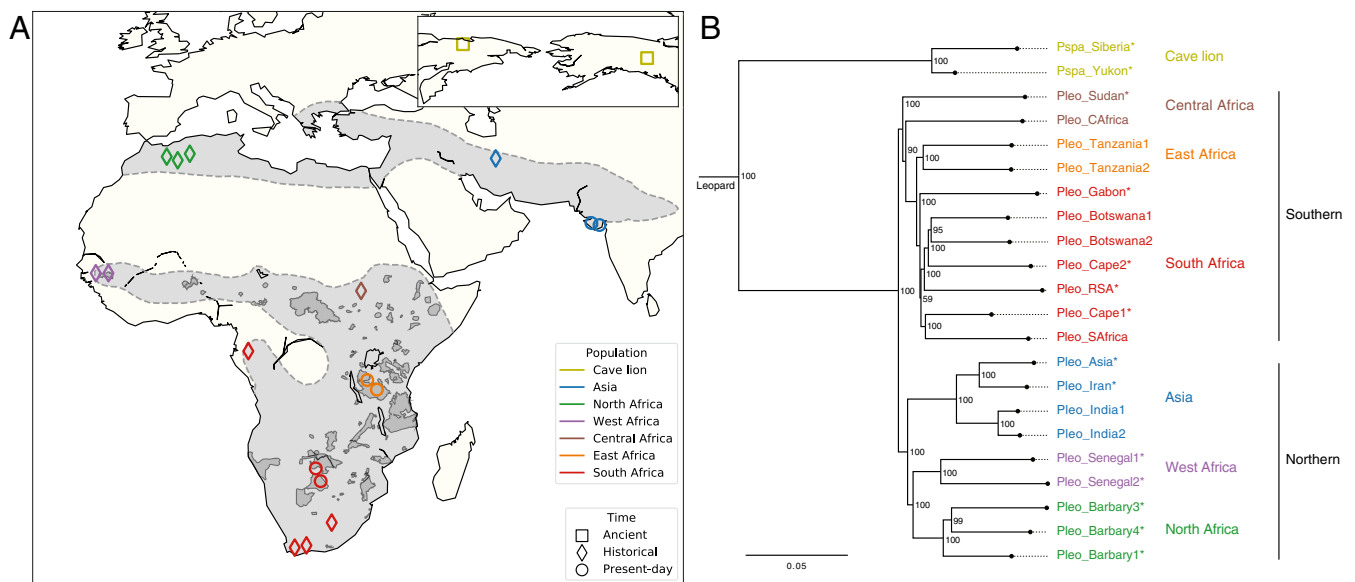 A
Population
Cave lion
Asia
North Africa
West Africa
Central Africa
East Africa
South Africa
Time
Ancient
Historical
Present-day
B
Leopard
100
100
100
100
90
100
100
95
100
100
59
100
100
100
100
100
100
100
99
100
0.05
Pspa_Siberia*
Pspa_Yukon*
Pleo_Sudan*
Pleo_CAfrica
Pleo_Tanzania1
Pleo_Tanzania2
Pleo_Gabon*
Pleo_Botswana1
Pleo_Botswana2
Pleo_Cape2*
Pleo_RSA*
Pleo_Cape1*
Pleo_SAfrica
Pleo_Asia*
Pleo_Iran*
Pleo_India1
Pleo_India2
Pleo_Senegal1*
Pleo_Senegal2*
Pleo_Barbary3*
Pleo_Barbary4*
Pleo_Barbary1*
Cave lion
Central Africa
East Africa
South Africa
Asia
West Africa
North Africa
Southern
Northern